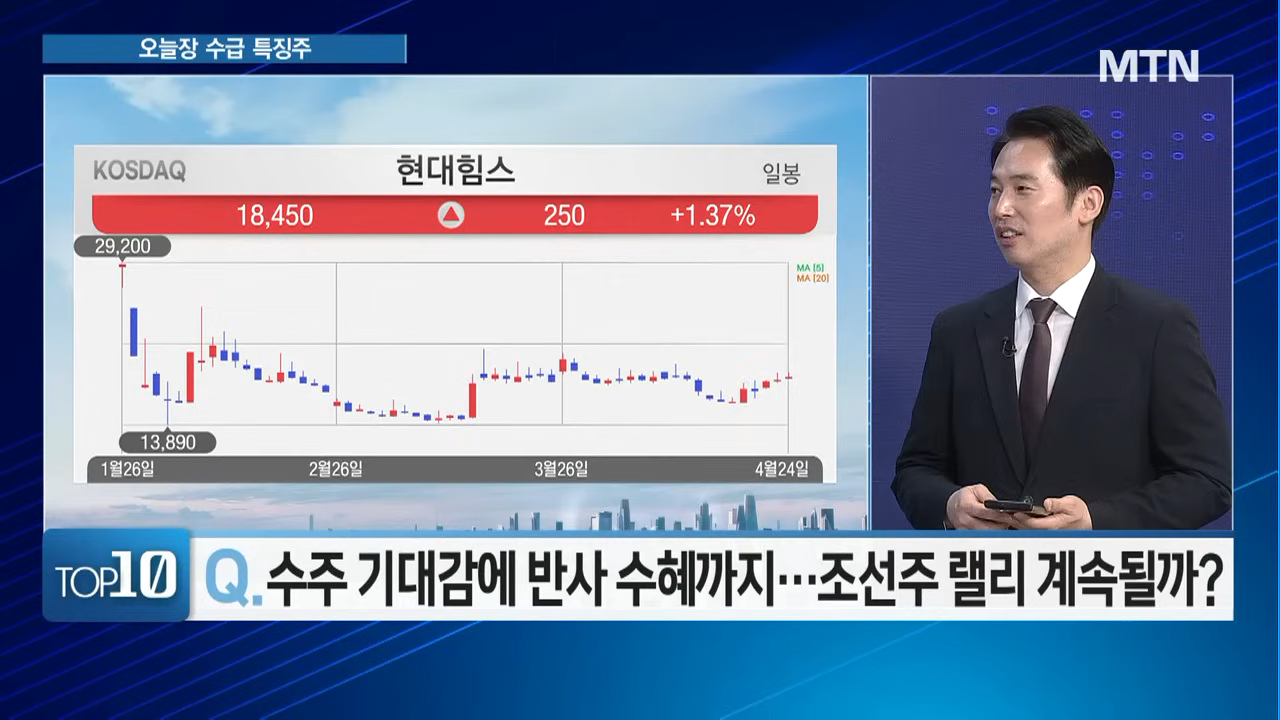 오늘장 수급 특징주
MTN
KOSDAQ 현대힘스 일봉
18,450 250 +1.37%
29,200
MA [5]
MA [20]
13,890
1월26일 2월26일 3월26일 4월24일
TOP10
Q. 수주 기대감에 반사 수혜까지…조선주 랠리 계속될까?